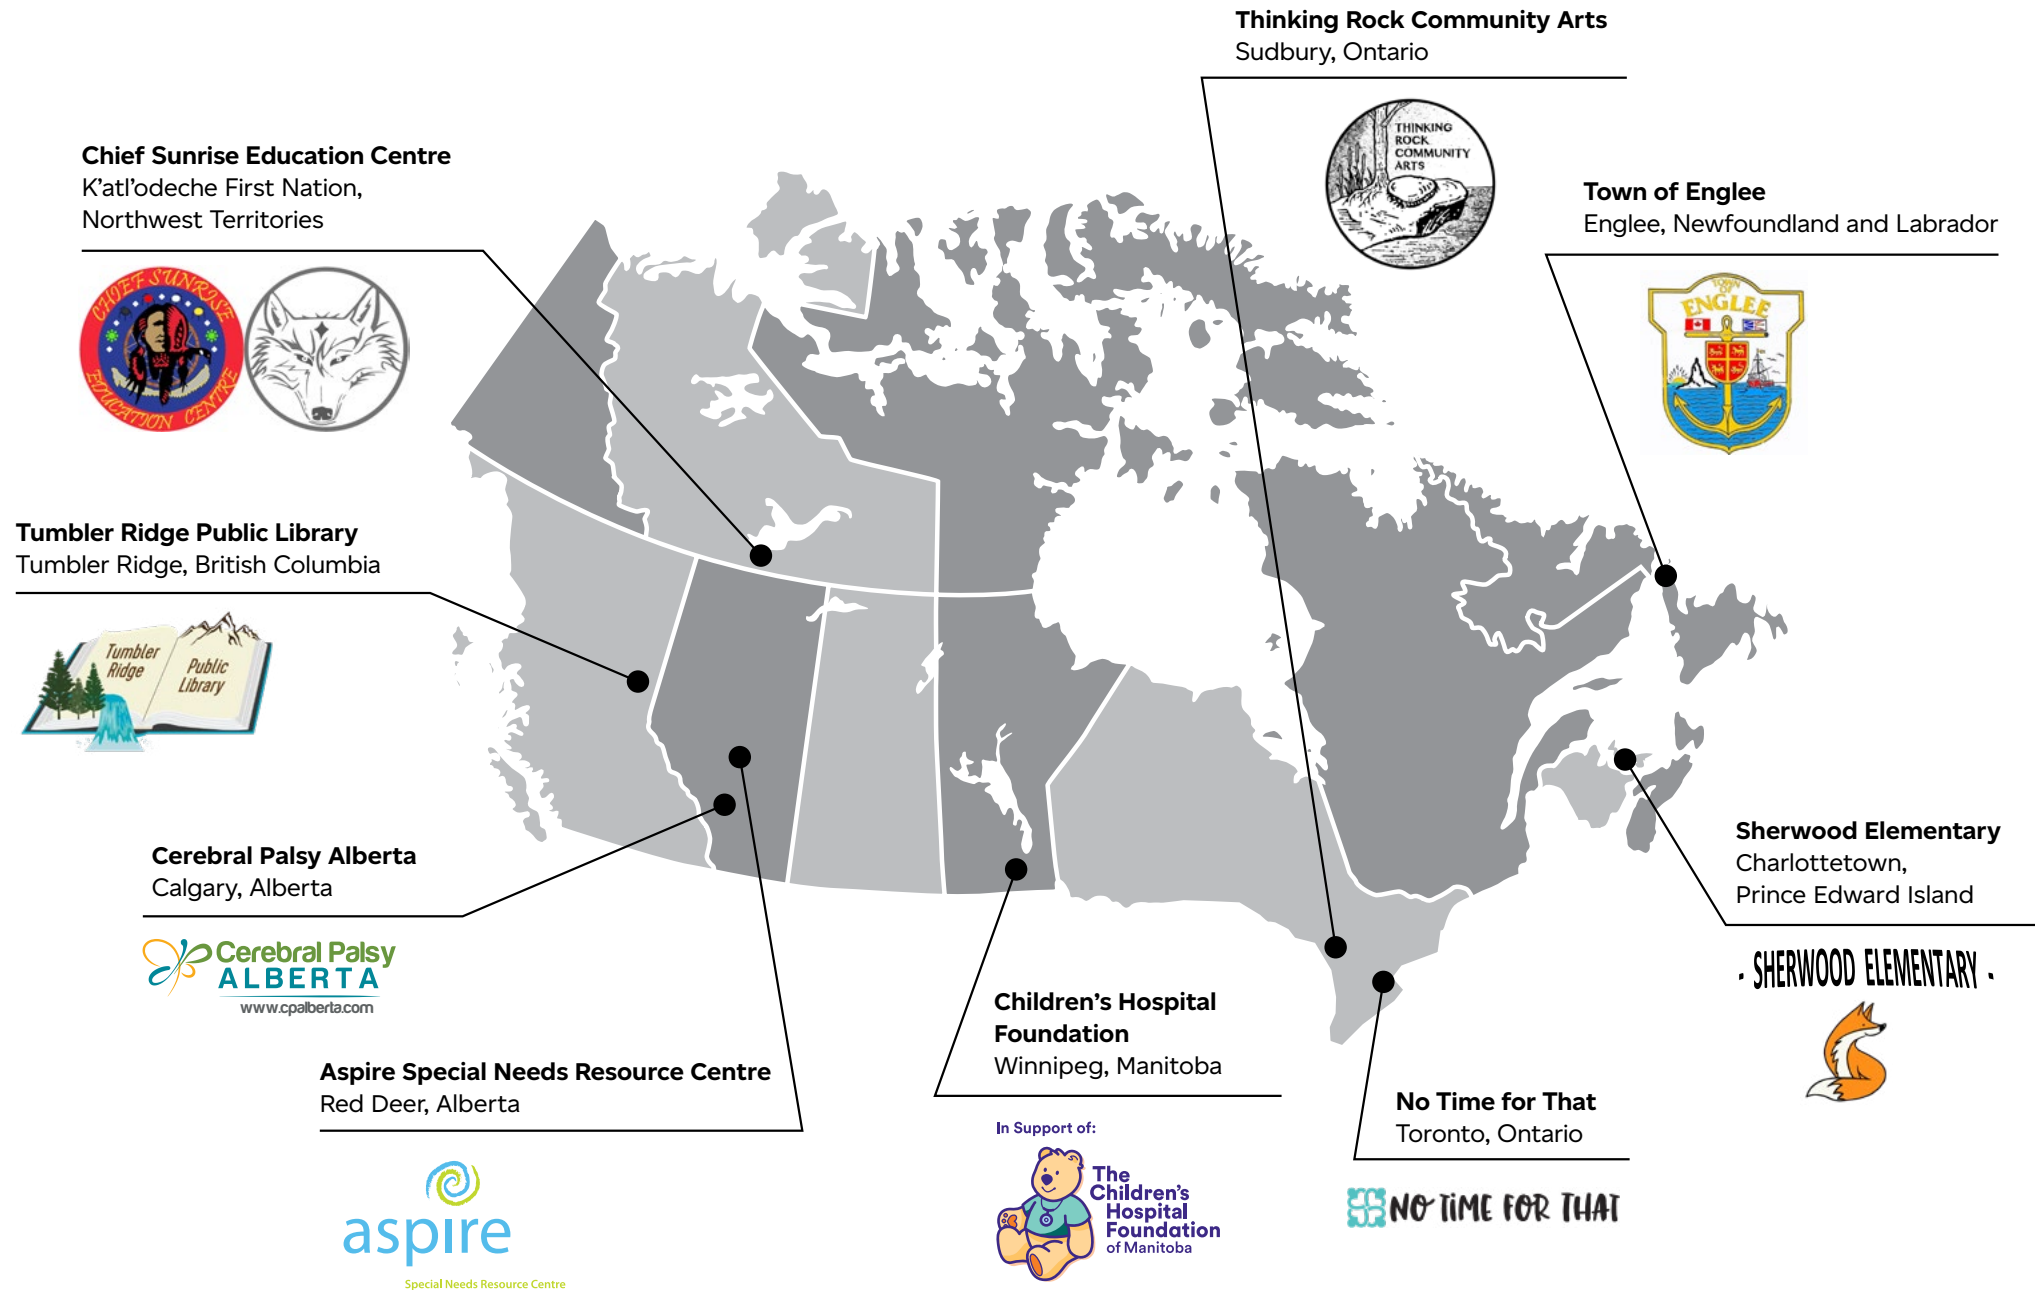 Thinking Rock Community Arts
Sudbury, Ontario
THINKING
ROCK
COMMUNITY
ARTS
Chief Sunrise Education Centre
K'atl'odeche First Nation,
Northwest Territories
CHIEF SUNRISE
EDUCATION CENTRE
Town of Englee
Englee, Newfoundland and Labrador
TOWN
OF
ENGLEE
Tumbler Ridge Public Library
Tumbler Ridge, British Columbia
Tumbler
Ridge
Public
Library
Cerebral Palsy Alberta
Calgary, Alberta
Cerebral Palsy
ALBERTA
www.cpalberta.com
Sherwood Elementary
Charlottetown,
Prince Edward Island
· SHERWOOD ELEMENTARY ·
Aspire Special Needs Resource Centre
Red Deer, Alberta
aspire
Special Needs Resource Centre
Children's Hospital
Foundation
Winnipeg, Manitoba
In Support of:
The
Children's
Hospital
Foundation
of Manitoba
No Time for That
Toronto, Ontario
NO TiME FOR THAT